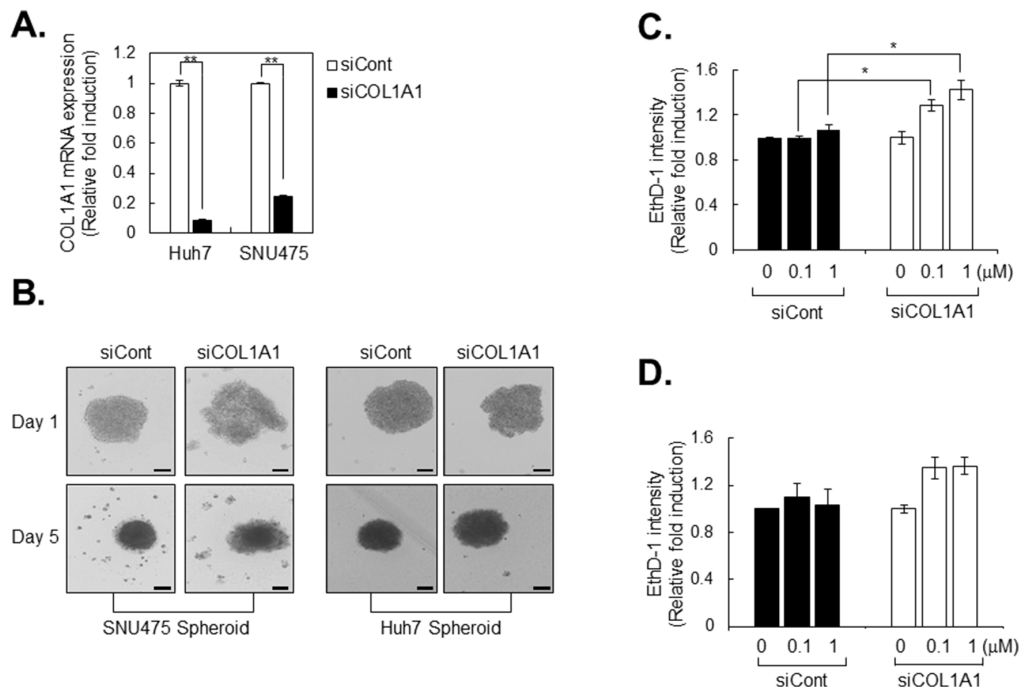 A.
COL1A1 mRNA expression
(Relative fold induction)
1.2
1
0.8
0.6
0.4
0.2
0
** **
Huh7 SNU475
siCont
siCOL1A1
B.
siCont siCOL1A1 siCont siCOL1A1
Day 1
Day 5
SNU475 Spheroid Huh7 Spheroid
C.
EthD-1 intensity
(Relative fold induction)
1.6
1.2
0.8
0.4
0
*
*
0 0.1 1 0 0.1 1 (μM)
siCont siCOL1A1
D.
EthD-1 intensity
(Relative fold induction)
1.6
1.2
0.8
0.4
0
0 0.1 1 0 0.1 1 (μM)
siCont siCOL1A1